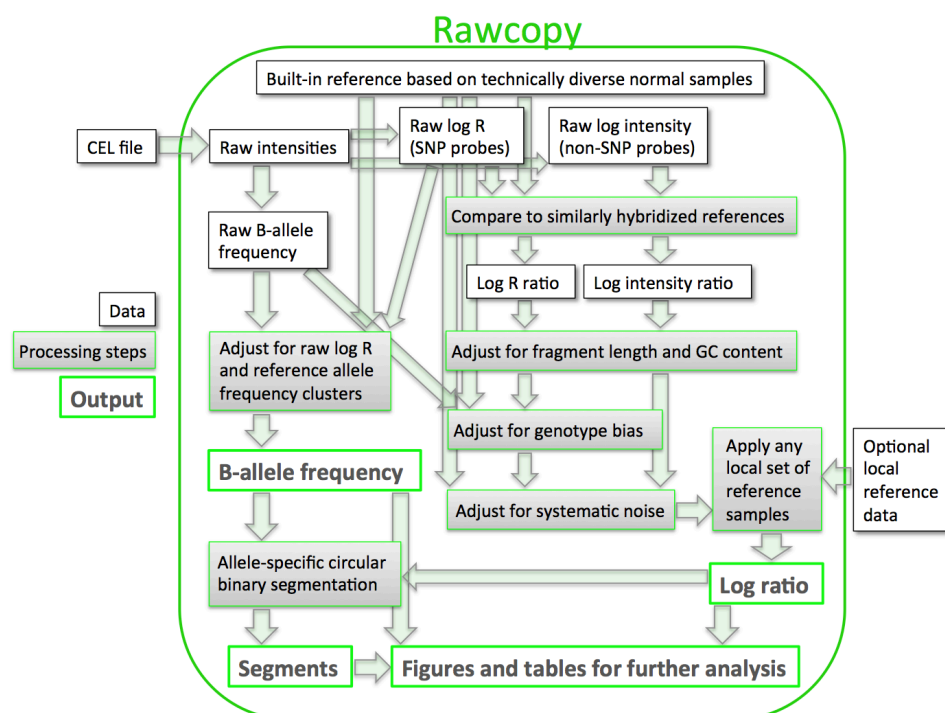 Rawcopy
Built-in reference based on technically diverse normal samples
CEL file
Raw intensities
Raw log R
(SNP probes)
Raw log intensity
(non-SNP probes)
Raw B-allele
frequency
Compare to similarly hybridized references
Log R ratio
Log intensity ratio
Data
Processing steps
Output
Adjust for raw log R
and reference allele
frequency clusters
Adjust for fragment length and GC content
Adjust for genotype bias
B-allele frequency
Adjust for systematic noise
Apply any
local set of
reference
samples
Optional
local
reference
data
Allele-specific circular
binary segmentation
Log ratio
Segments
Figures and tables for further analysis